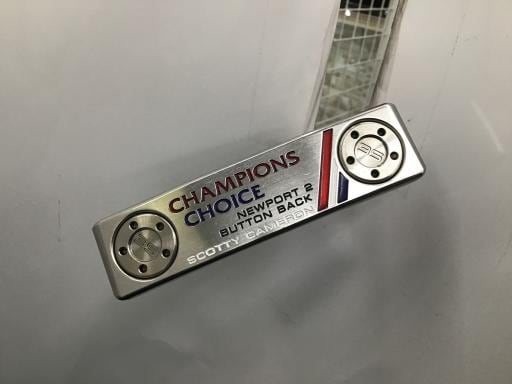 CHAMPIONS
CHOICE
NEWPORT 2
BUTTON BACK
SCOTTY CAMERON